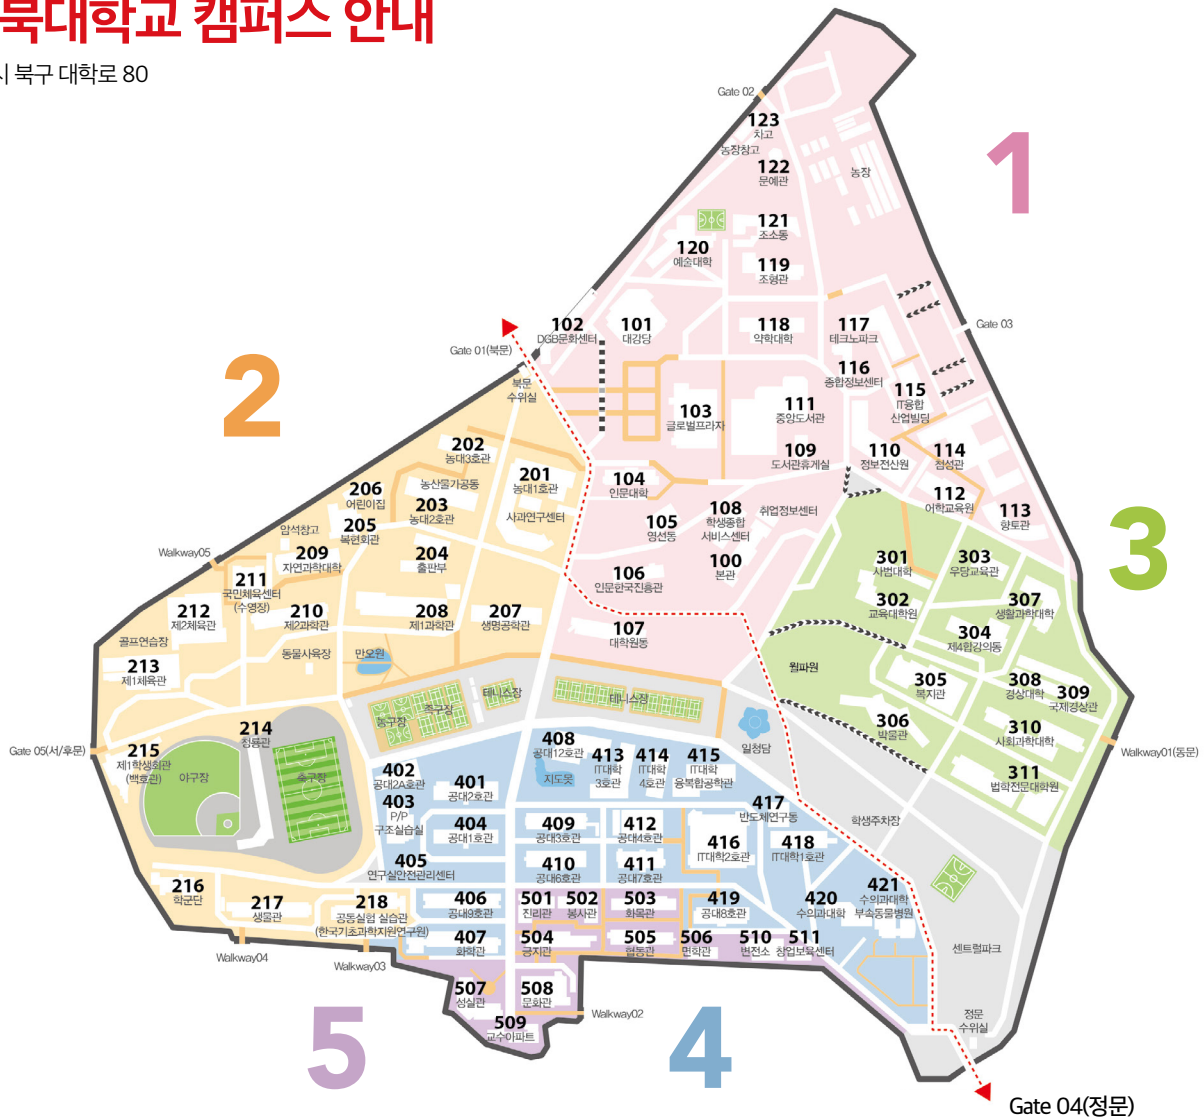 북대학교 캠퍼스 안내
시 북구 대학로 80
1
Gate 02
123
차고
농장창고
122
문예관
농장
121
조소동
120
예술대학
119
조형관
102
DGB문화센터
101
대강당
118
약학대학
117
테크노파크
Gate 03
Gate 01(북문)
북문
수위실
116
종합정보센터
115
IT융합
산업빌딩
103
글로벌프라자
111
중앙도서관
109
도서관휴게실
110
정보전산원
114
첨성관
104
인문대학
112
어학교육원
113
향토관
108
학생종합
서비스센터
취업정보센터
105
영선동
100
본관
106
인문한국진흥관
107
대학원동
2
202
농대3호관
201
농대1호관
농산물가공동
206
어린이집
203
농대2호관
사과연구센터
205
복현회관
암석창고
Walkway05
209
자연과학대학
204
출판부
211
국민체육센터
(수영장)
212
제2체육관
210
제2과학관
208
제1과학관
207
생명공학관
골프연습장
동물사육장
만오원
213
제1체육관
214
청룡관
Gate 05(서/후문)
215
제1학생회관
(백호관)
야구장
축구장
농구장
족구장
테니스장
테니스장
216
학군단
217
생물관
218
공동실험 실습관
(한국기초과학지원연구원)
Walkway04
Walkway03
3
301
사범대학
303
우당교육관
302
교육대학원
307
생활과학대학
304
제4합강의동
월파원
305
복지관
308
경상대학
309
국제경상관
306
박물관
310
사회과학대학
311
법학전문대학원
Walkway01(동문)
일청담
학생주차장
센트럴파크
408
공대12호관
지도못
413
IT대학
3호관
414
IT대학
4호관
415
IT대학
융복합공학관
402
공대2A호관
401
공대2호관
403
P/P
구조실습실
404
공대1호관
409
공대3호관
412
공대4호관
417
반도체연구동
416
IT대학2호관
418
IT대학1호관
405
연구실안전관리센터
410
공대6호관
411
공대7호관
406
공대9호관
419
공대8호관
420
수의과대학
421
수의과대학
부속동물병원
407
화학관
501
진리관
502
봉사관
503
화목관
504
긍지관
505
협동관
506
면학관
510
변전소
511
창업보육센터
507
성실관
508
문화관
509
교수아파트
Walkway02
5
4
정문
수위실
Gate 04(정문)